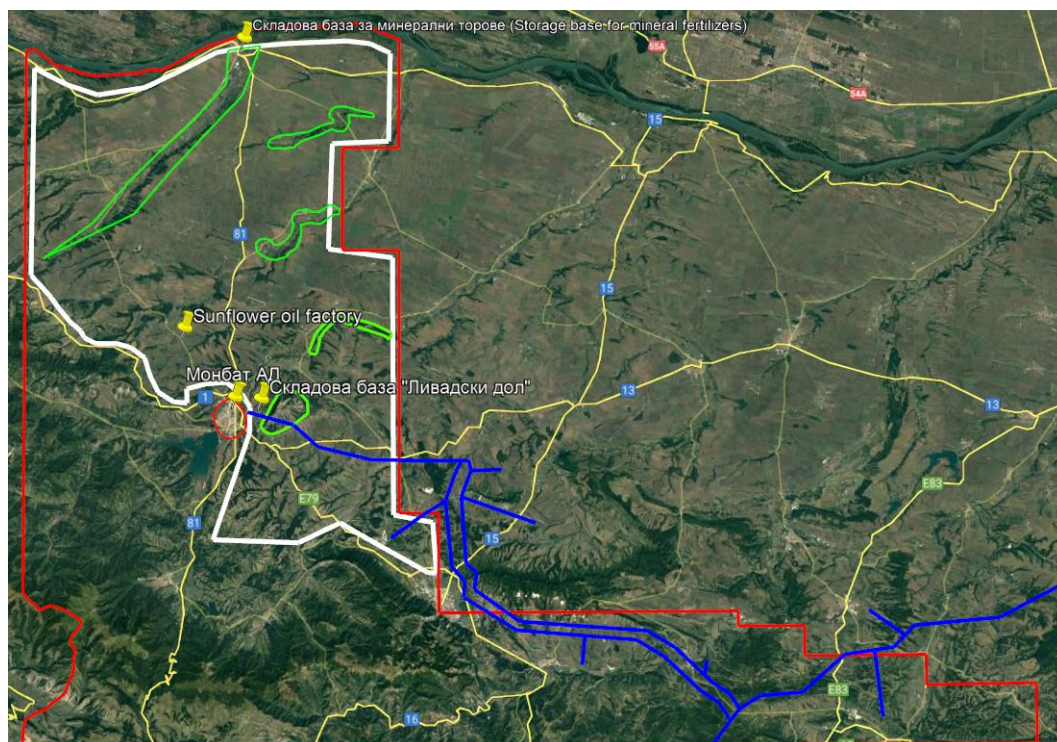 Складова база за минерални торове (Storage base for mineral fertilizers)
55A
54A
15
81
15
Sunflower oil factory
Монбат АД
1
Складова база "Ливадски дол"
13
13
E79
E83
81
15
E83
16